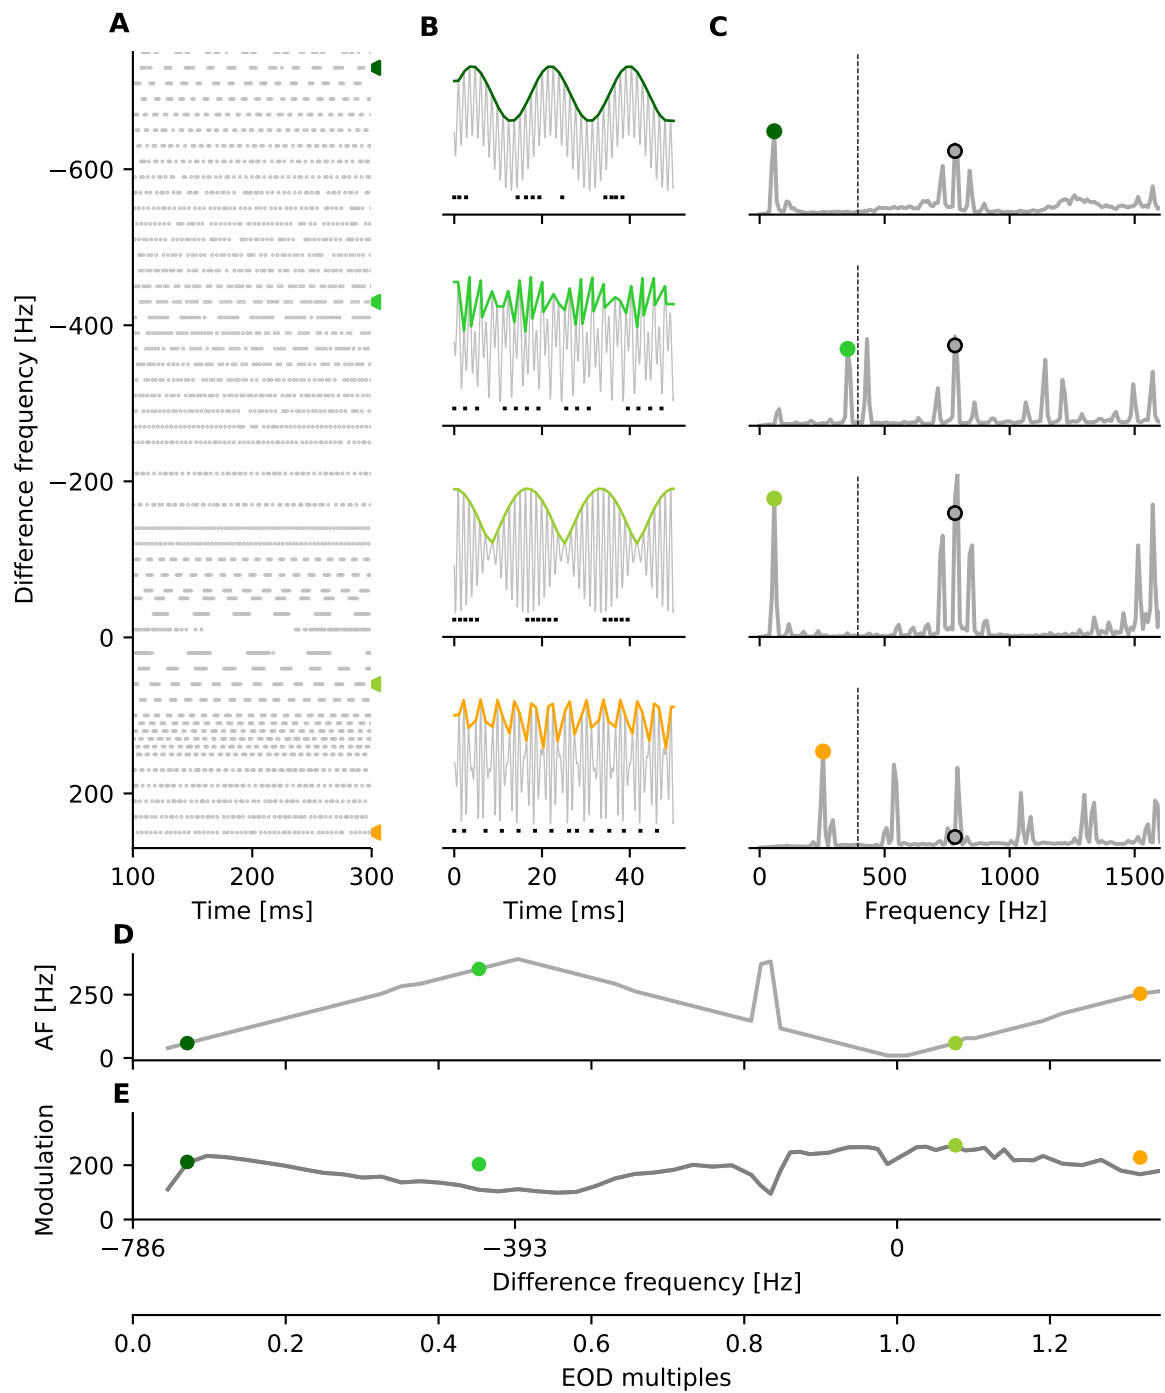 A
B
C
Difference frequency [Hz]
−600
−400
−200
0
200
100
200
300
Time [ms]
0
20
40
Time [ms]
0
500
1000
1500
Frequency [Hz]
D
AF [Hz]
250
0
E
Modulation
200
0
−786
−393
0
Difference frequency [Hz]
0.0
0.2
0.4
0.6
0.8
1.0
1.2
EOD multiples